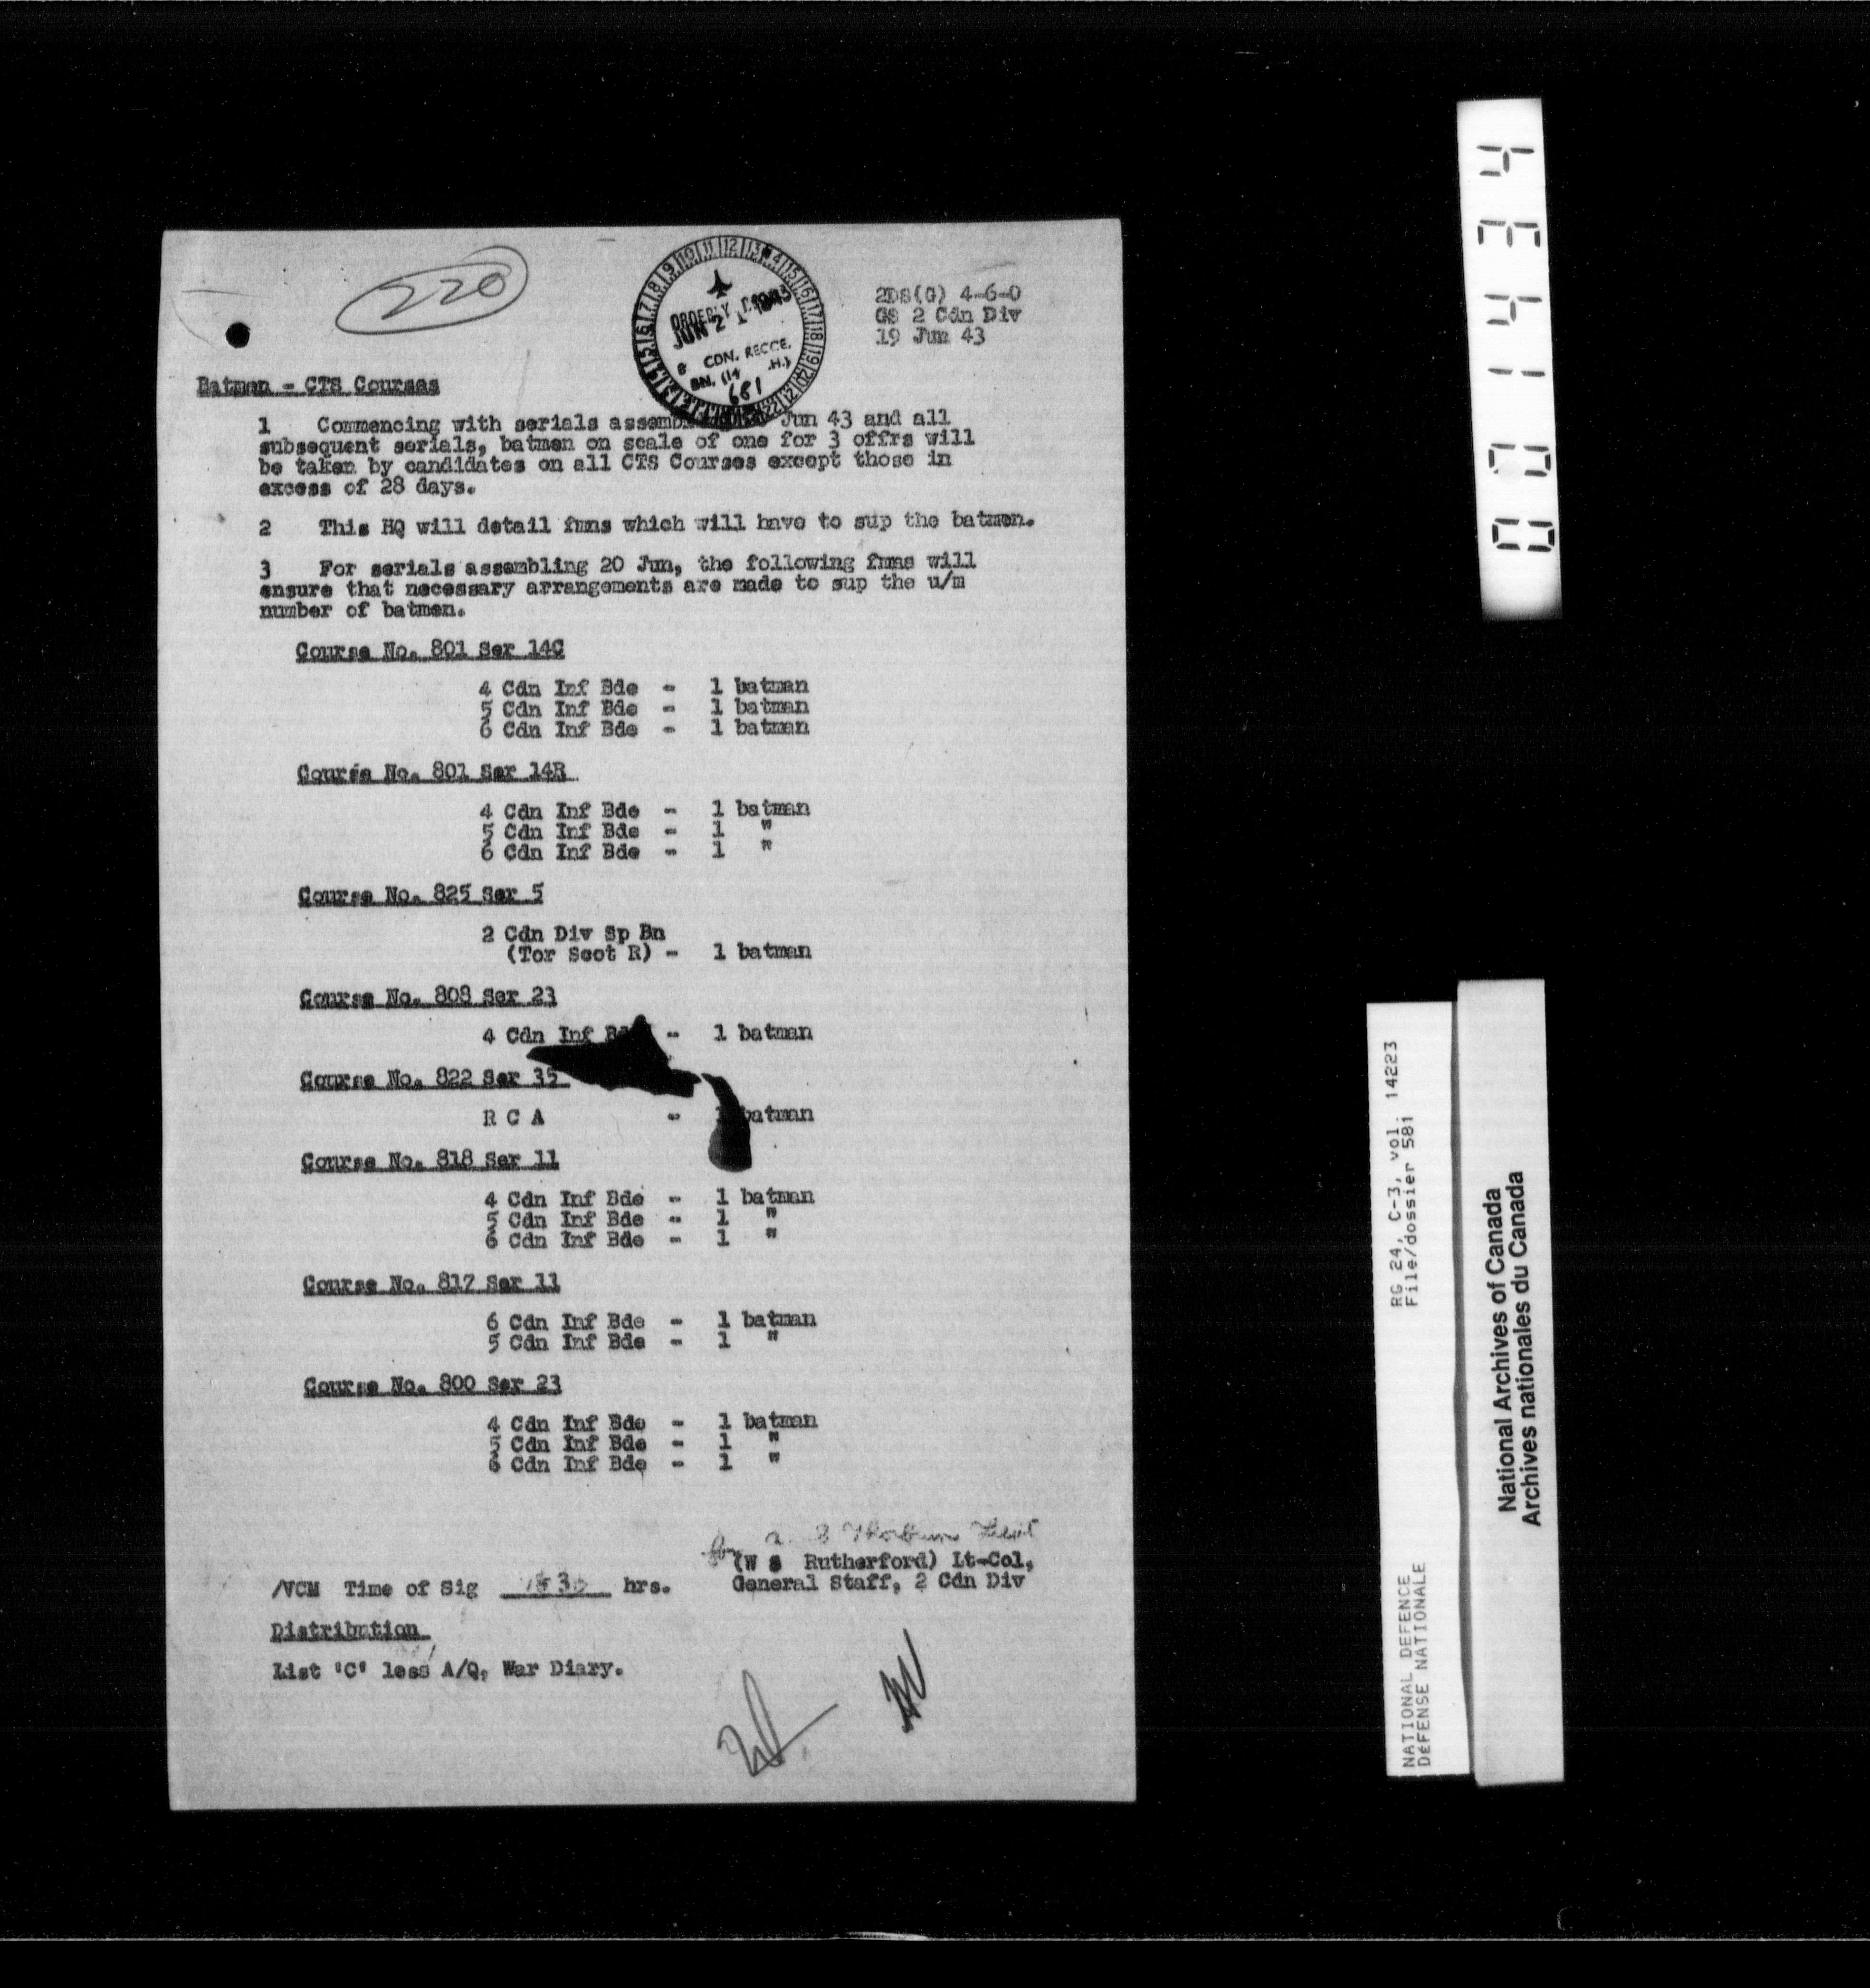 220
ORDERLY
JUN 21 1943
8 CDN. RECCE.
BN. (14 .H.)
681
2DS(G) 4-6-0
GS 2 Cdn Div
19 Jun 43
Batmen - CTS Courses
1 Commencing with serials Jun 43 and all
subsequent serials, batmen on scale of one for 3 offrs will
be taken by candidates on all CTS Courses except those in
excess of 28 days.
2 This HQ will detail fmns which will have to sup the batmen.
3 For serials assembling 20 Jun, the following fmns will
ensure that necessary arrangements are made to sup the u/m
number of batmen.
Course No. 801 Ser 14C
4 Cdn Inf Bde - 1 batman
5 Cdn Inf Bde - 1 batman
6 Cdn Inf Bde - 1 batman
Course No. 801 Ser 14R
4 Cdn Inf Bde - 1 batman
5 Cdn Inf Bde - 1 "
6 Cdn Inf Bde - 1 "
Course No. 825 Ser 5
2 Cdn Div Sp Bn
(Tor Scot R) - 1 batman
Course No. 808 Ser 23
4 Cdn Inf Bde - 1 batman
Course No. 822 Ser 35
R C A - 1 batman
Course No. 818 Ser 11
4 Cdn Inf Bde - 1 batman
5 Cdn Inf Bde - 1 "
6 Cdn Inf Bde - 1 "
Course No. 817 Ser 11
6 Cdn Inf Bde - 1 batman
5 Cdn Inf Bde - 1 "
Course No. 800 Ser 23
4 Cdn Inf Bde - 1 batman
5 Cdn Inf Bde - 1 "
6 Cdn Inf Bde - 1 "
for
(W S Rutherford) Lt-Col,
General Staff, 2 Cdn Div
/VCM Time of Sig hrs.
Distribution
List 'C' less A/Q, War Diary.
RG 24, C-3, vol. 14223
File/dossier 581
NATIONAL DEFENCE
DÉFENSE NATIONALE
National Archives of Canada
Archives nationales du Canada